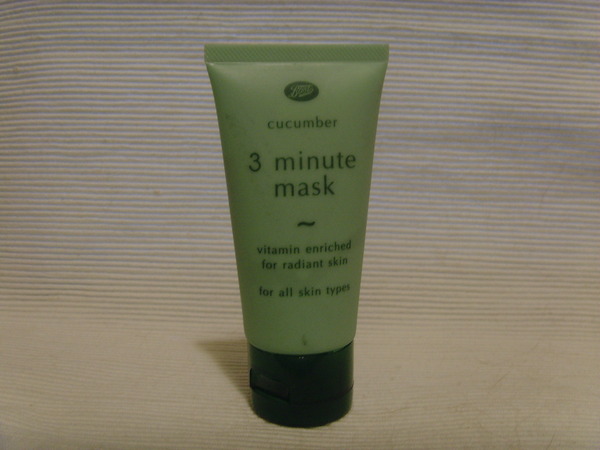 Boots
cucumber
3 minute
mask
~
vitamin enriched
for radiant skin
for all skin types